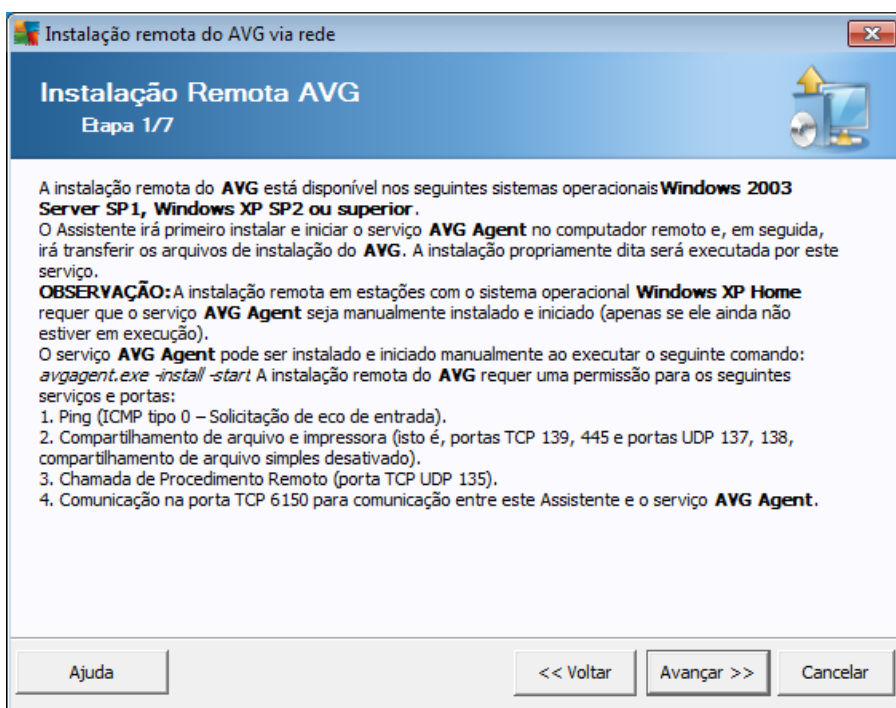 Instalação remota do AVG via rede
Instalação Remota AVG
Etapa 1/7
A instalação remota do AVG está disponível nos seguintes sistemas operacionais Windows 2003
Server SP1, Windows XP SP2 ou superior.
O Assistente irá primeiro instalar e iniciar o serviço AVG Agent no computador remoto e, em seguida,
irá transferir os arquivos de instalação do AVG. A instalação propriamente dita será executada por este
serviço.
OBSERVAÇÃO: A instalação remota em estações com o sistema operacional Windows XP Home
requer que o serviço AVG Agent seja manualmente instalado e iniciado (apenas se ele ainda não
estiver em execução).
O serviço AVG Agent pode ser instalado e iniciado manualmente ao executar o seguinte comando:
avgagent.exe -install -start A instalação remota do AVG requer uma permissão para os seguintes
serviços e portas:
1. Ping (ICMP tipo 0 – Solicitação de eco de entrada).
2. Compartilhamento de arquivo e impressora (isto é, portas TCP 139, 445 e portas UDP 137, 138,
compartilhamento de arquivo simples desativado).
3. Chamada de Procedimento Remoto (porta TCP UDP 135).
4. Comunicação na porta TCP 6150 para comunicação entre este Assistente e o serviço AVG Agent.
Ajuda
<< Voltar
Avançar >>
Cancelar